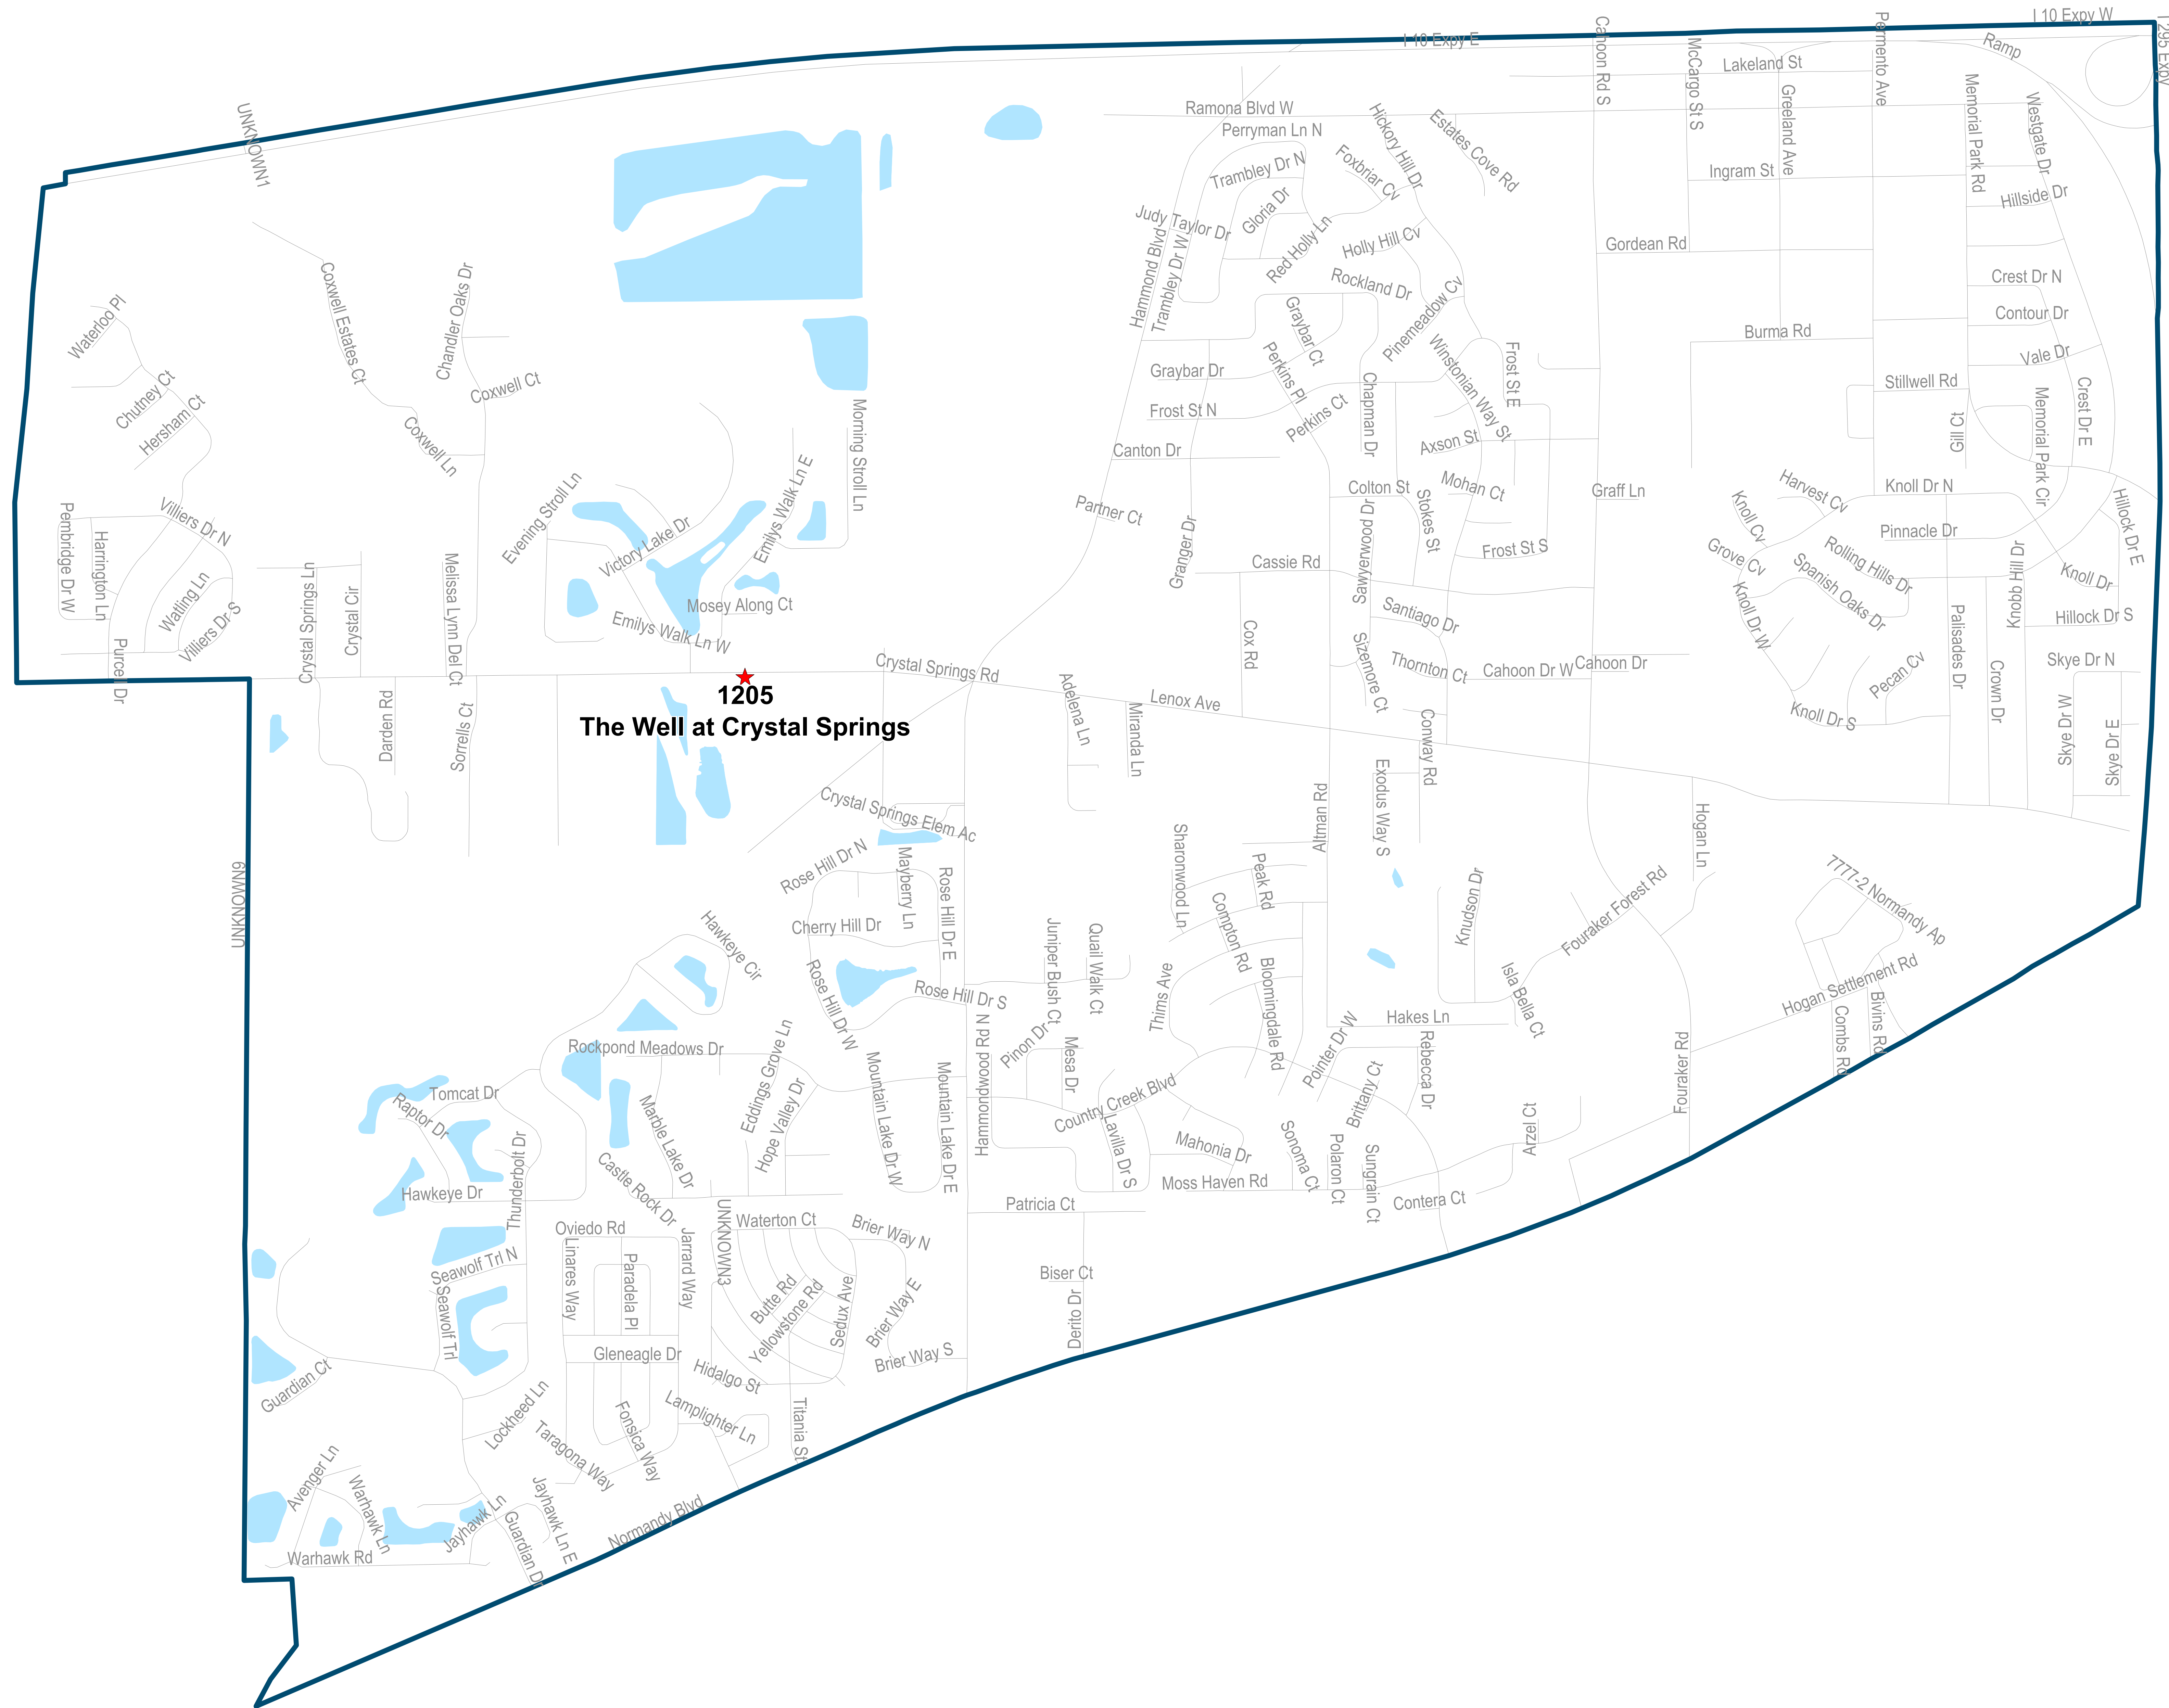 I 10 Expy W
I 10 Expy E
I 295 Expy
Ramp
Cahoon Rd S
McCargo St S
Lakeland St
Permento Ave
Greeland Ave
Memorial Park Rd
Westgate Dr
UNKNOWN1
Ramona Blvd W
Perryman Ln N
Hickory Hill Dr
Estates Cove Rd
Trambley Dr N
Foxbriar Cv
Ingram St
Hillside Dr
Gloria Dr
Judy Taylor Dr
Red Holly Ln
Holly Hill Cv
Gordean Rd
Hammond Blvd
Trambley Dr W
Rockland Dr
Crest Dr N
Contour Dr
Coxwell Estates Ct
Chandler Oaks Dr
Waterloo Pl
Graybar Ct
Pinemeadow Cv
Burma Rd
Vale Dr
Winstonian Way St
Frost St E
Graybar Dr
Perkins Pl
Chapman Dr
Stillwell Rd
Crest Dr E
Coxwell Ct
Chutney Ct
Hersham Ct
Frost St N
Perkins Ct
Gill Ct
Memorial Park Cir
Coxwell Ln
Morning Stroll Ln
Canton Dr
Axson St
Mohan Ct
Colton St
Graff Ln
Harvest Cv
Knoll Dr N
Knoll Cv
Evening Stroll Ln
Emilys Walk Ln E
Partner Ct
Stokes St
Hillock Dr E
Villiers Dr N
Pembridge Dr W
Harrington Ln
Victory Lake Dr
Granger Dr
Sawyerwood Dr
Frost St S
Pinnacle Dr
Rolling Hills Dr
Grove Cv
Spanish Oaks Dr
Cassie Rd
Knobb Hill Dr
Knoll Dr
Watling Ln
Villiers Dr S
Crystal Springs Ln
Crystal Cir
Melissa Lynn Del Ct
Mosey Along Ct
Emilys Walk Ln W
Santiago Dr
Knoll Dr W
Palisades Dr
Hillock Dr S
Purcell Dr
Cox Rd
Sizemore Ct
Thornton Ct
Cahoon Dr W
Cahoon Dr
Pecan Cv
Skye Dr N
Crystal Springs Rd
Crown Dr
1205
The Well at Crystal Springs
Adelena Ln
Miranda Ln
Lenox Ave
Knoll Dr S
Skye Dr W
Skye Dr E
Darden Rd
Sorrells Ct
Conway Rd
Exodus Way S
Altman Rd
Crystal Springs Elem Ac
Hogan Ln
Rose Hill Dr N
Mayberry Ln
Rose Hill Dr E
Sharonwood Ln
Peak Rd
Knudson Dr
Fouraker Forest Rd
7777-2 Normandy Ap
UNKNOWN9
Hawkeye Cir
Cherry Hill Dr
Juniper Bush Ct
Quail Walk Ct
Compton Rd
Rose Hill Dr W
Rose Hill Dr S
Thims Ave
Bloomingdale Rd
Isla Bella Ct
Hogan Settlement Rd
Hakes Ln
Combs Rd
Bivins Rd
Rockpond Meadows Dr
Eddings Grove Ln
Hammondwood Rd N
Pinon Dr
Mesa Dr
Pointer Dr W
Rebecca Dr
Fouraker Rd
Tomcat Dr
Raptor Dr
Marble Lake Dr
Hope Valley Dr
Mountain Lake Dr W
Mountain Lake Dr E
Country Creek Blvd
Brittany Ct
Arzel Ct
Thunderbolt Dr
Castle Rock Dr
Lavilla Dr S
Mahonia Dr
Sonoma Ct
Polaron Ct
Sungrain Ct
Hawkeye Dr
Moss Haven Rd
Contera Ct
Patricia Ct
Oviedo Rd
UNKNOWN3
Waterton Ct
Brier Way N
Seawolf Trl N
Linares Way
Paradela Pl
Jarrard Way
Biser Ct
Seawolf Trl
Butte Rd
Yellowstone Rd
Sedux Ave
Brier Way E
Derito Dr
Gleneagle Dr
Hidalgo St
Brier Way S
Guardian Ct
Lockheed Ln
Fonsica Way
Lamplighter Ln
Titania St
Taragona Way
Avenger Ln
Warhawk Ln
Jayhawk Ln
Jayhawk Ln E
Guardian Dr
Normandy Blvd
Warhawk Rd